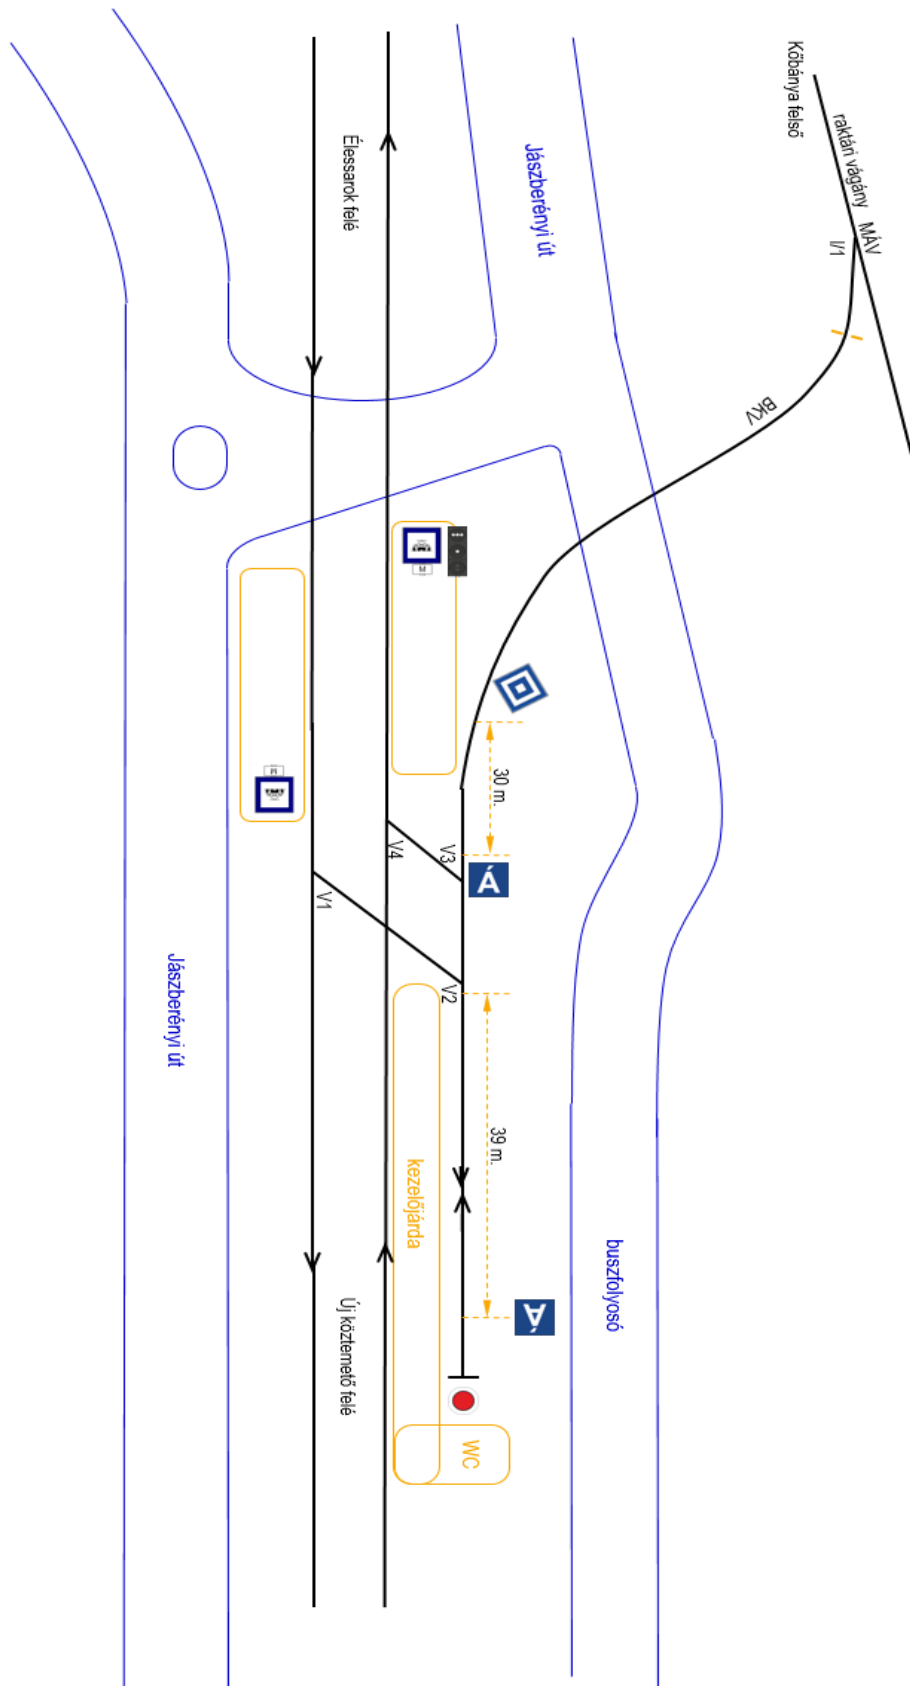 Kőbánya felső
raktári vágány MÁV
I/1
BKV
Élessarok felé
Jászberényi út
30 m.
V4
V3
Á
V1
V2
Jászberényi út
39 m.
kezelőjárda
buszfolyosó
Á
Új köztemető felé
WC